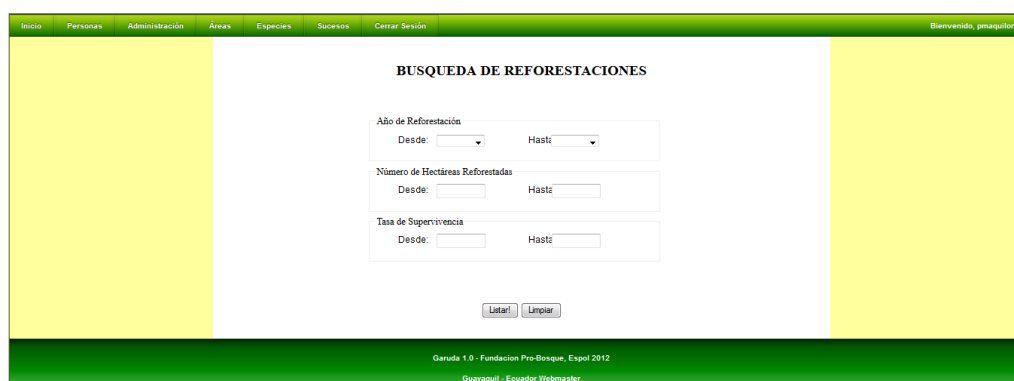 Inicio Personas Administración Áreas Especies Sucesos Cerrar Sesión Bienvenido, pmaquilon
BUSQUEDA DE REFORESTACIONES
Año de Reforestación
Desde: Hasta
Número de Hectáreas Reforestadas
Desde: Hasta
Tasa de Supervivencia
Desde: Hasta
Listar! Limpiar
Garuda 1.0 - Fundacion Pro-Bosque, Espol 2012
Guayaquil - Ecuador Webmaster